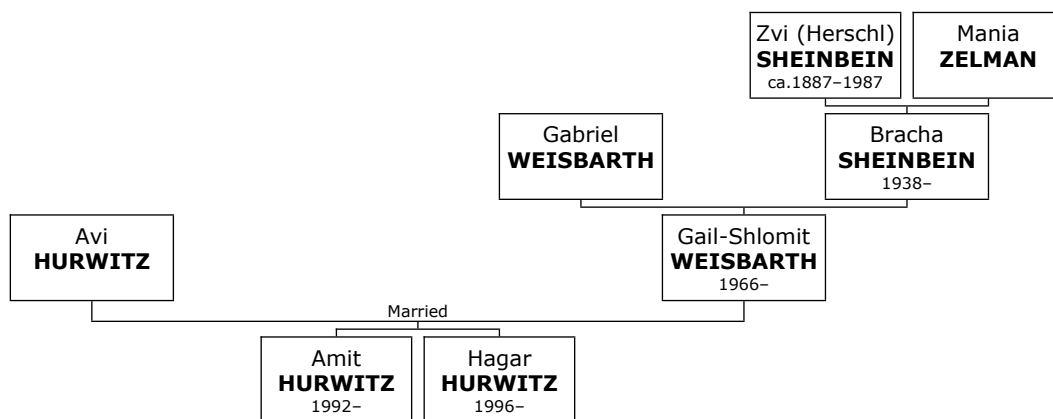 Zvi (Herschl)
SHEINBEIN
ca.1887–1987
Mania
ZELMAN
Gabriel
WEISBARTH
Bracha
SHEINBEIN
1938–
Avi
HURWITZ
Gail-Shlomit
WEISBARTH
1966–
Married
Amit
HURWITZ
1992–
Hagar
HURWITZ
1996–